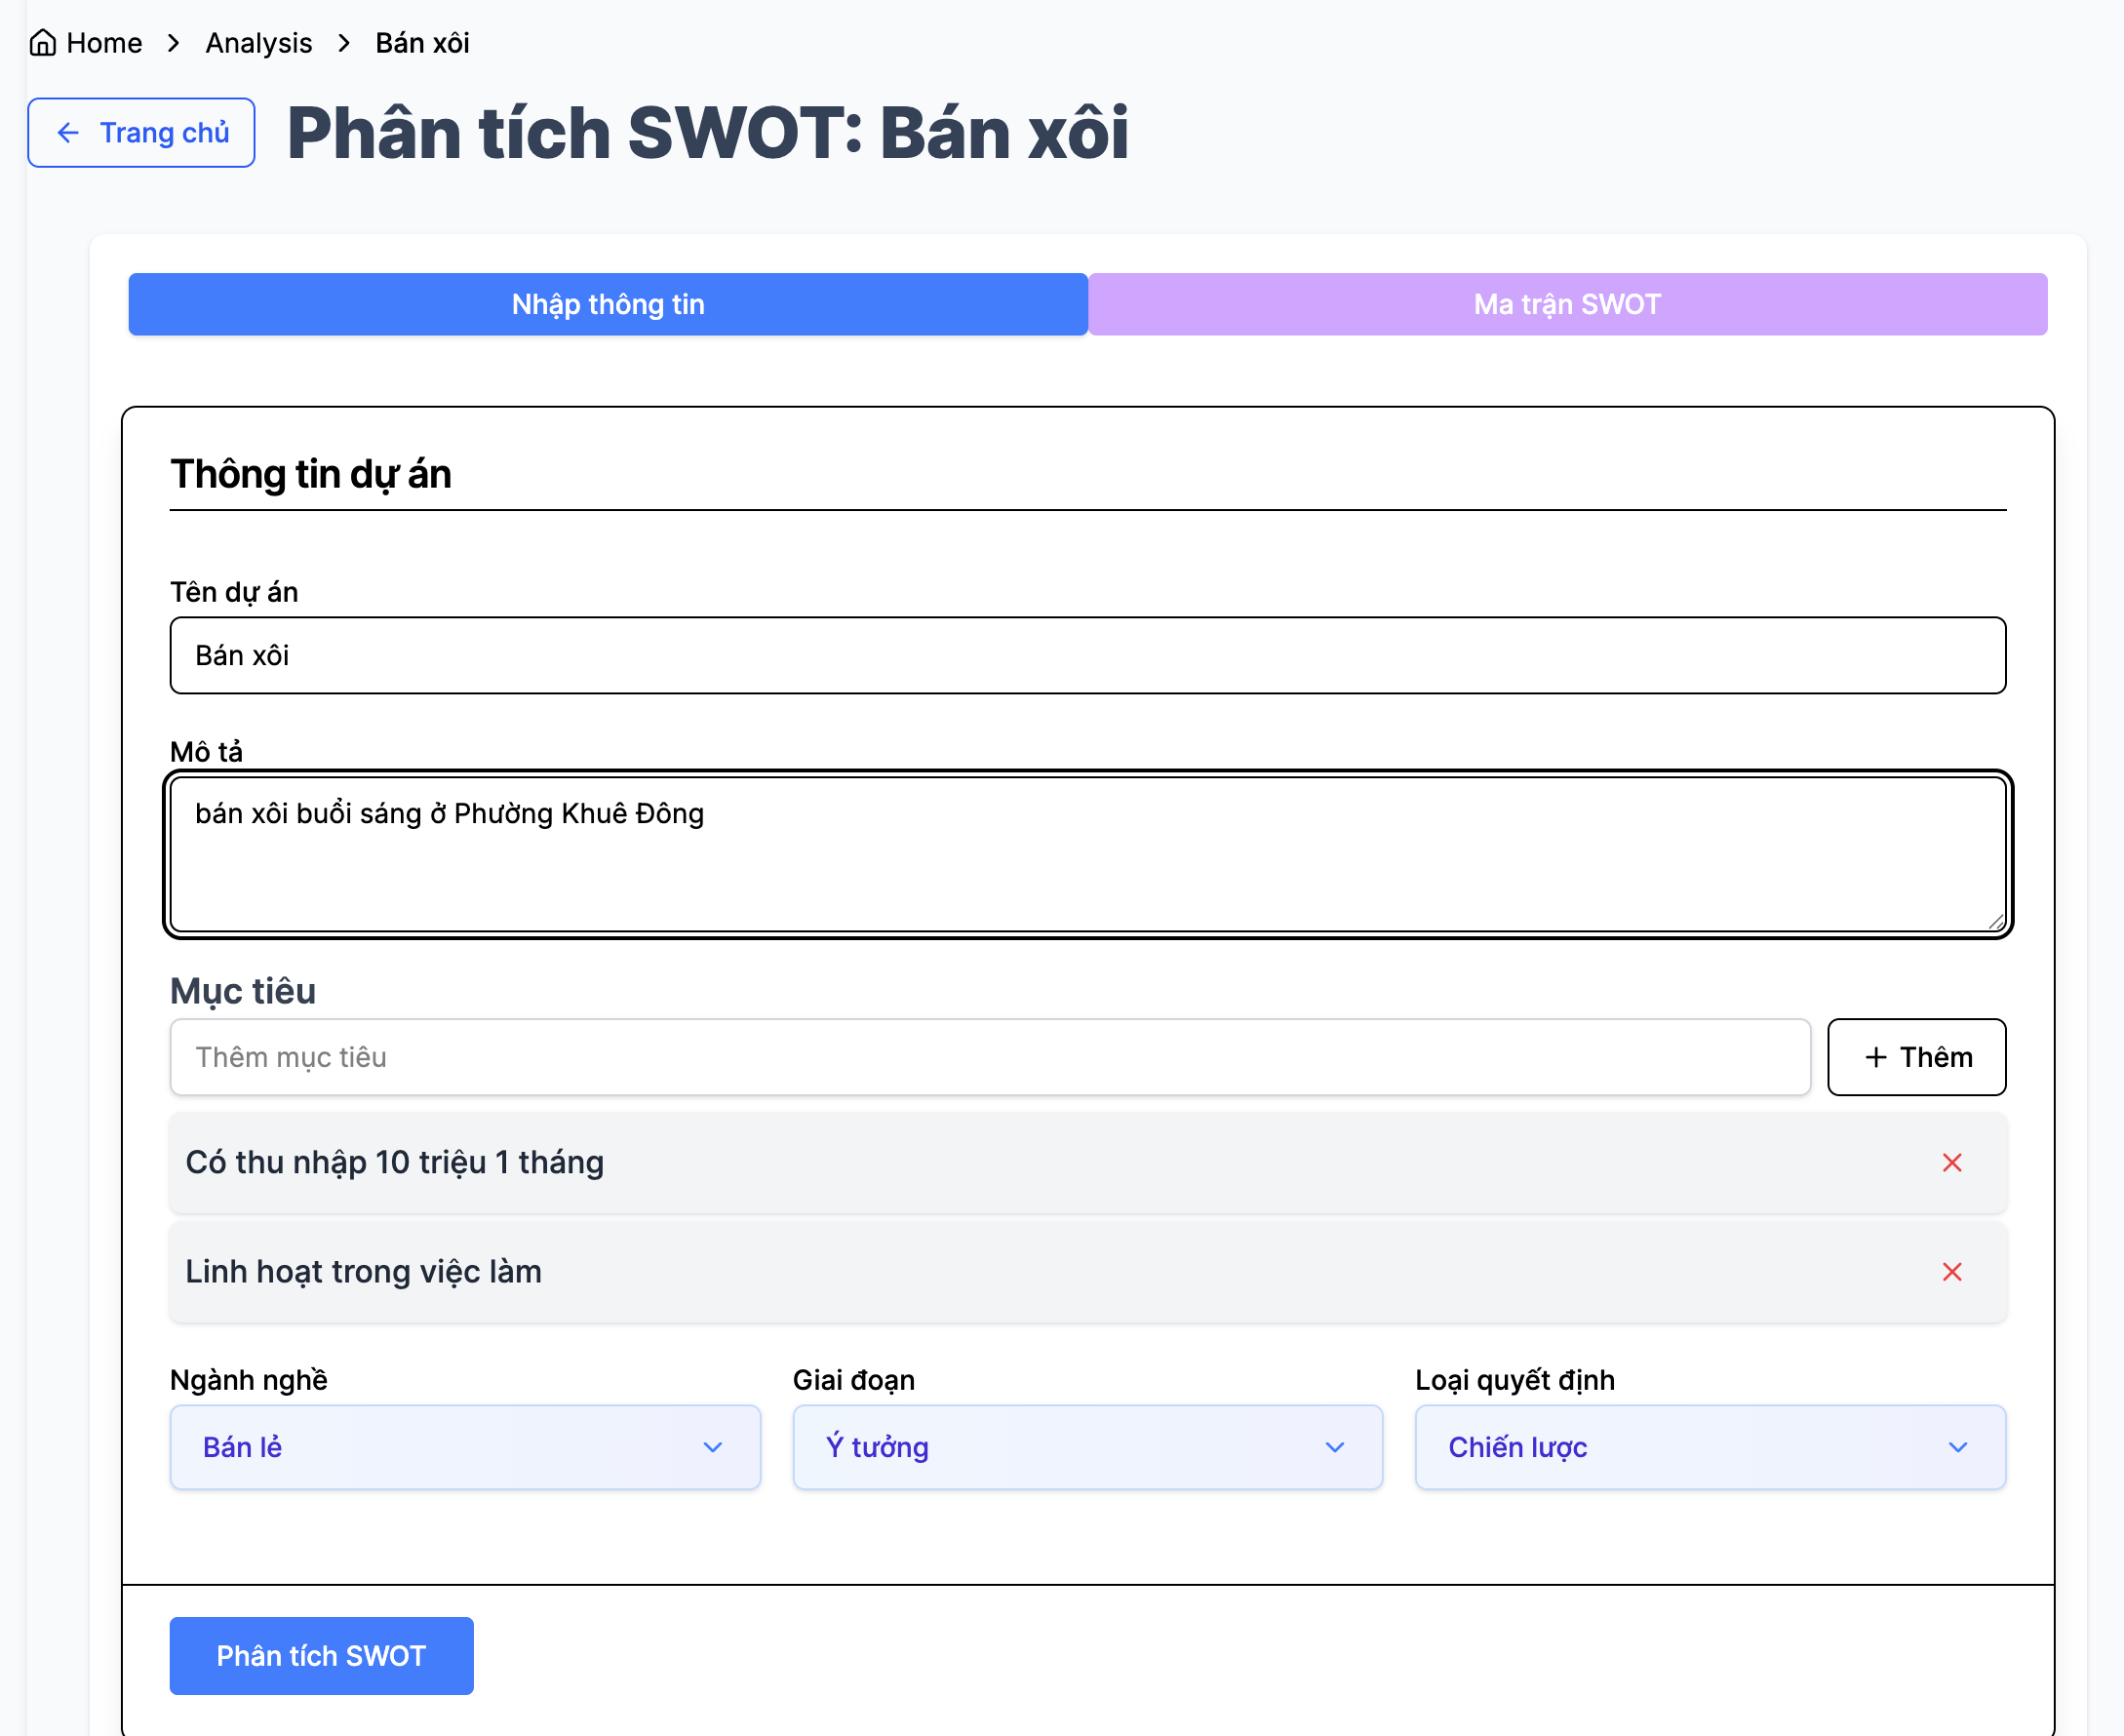 Home > Analysis > Bán xôi
← Trang chủ
Phân tích SWOT: Bán xôi
Nhập thông tin
Ma trận SWOT
Thông tin dự án
Tên dự án
Bán xôi
Mô tả
bán xôi buổi sáng ở Phường Khuê Đông
Mục tiêu
Thêm mục tiêu
+ Thêm
Có thu nhập 10 triệu 1 tháng
Linh hoạt trong việc làm
Ngành nghề
Bán lẻ
Giai đoạn
Ý tưởng
Loại quyết định
Chiến lược
Phân tích SWOT